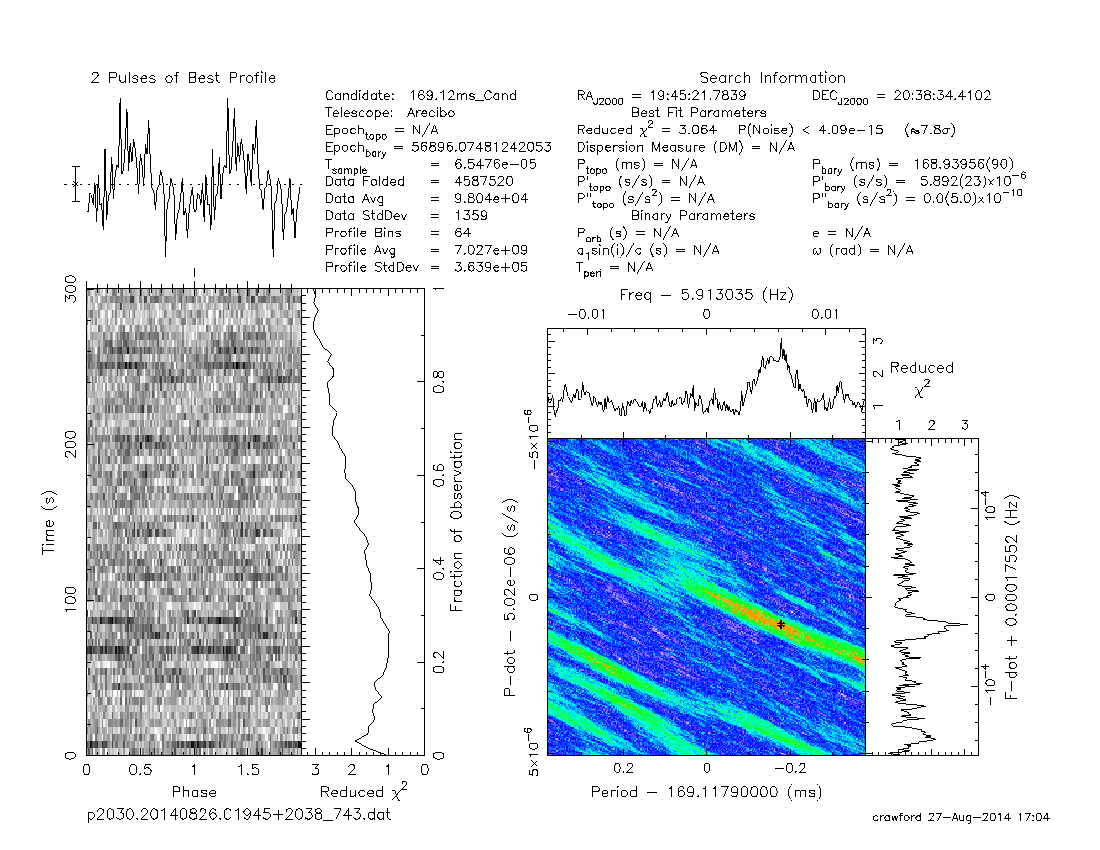 2 Pulses of Best Profile
Candidate: 169.12ms_Cand
Telescope: Arecibo
Epoch_topo = N/A
Epoch_bary = 56896.07481242053
T_sample = 6.5476e-05
Data Folded = 4587520
Data Avg = 9.804e+04
Data StdDev = 1359
Profile Bins = 64
Profile Avg = 7.027e+09
Profile StdDev = 3.639e+05
Search Information
RA_J2000 = 19:45:21.7839 DEC_J2000 = 20:38:34.4102
Best Fit Parameters
Reduced χ² = 3.064 P(Noise) < 4.09e-15 (≈7.8σ)
Dispersion Measure (DM) = N/A
P_topo (ms) = N/A P_bary (ms) = 168.93956(90)
P'_topo (s/s) = N/A P'_bary (s/s) = 5.892(23)×10⁻⁶
P''_topo (s/s²) = N/A P''_bary (s/s²) = 0.0(5.0)×10⁻¹⁰
Binary Parameters
P_orb (s) = N/A e = N/A
a₁sin(i)/c (s) = N/A ω (rad) = N/A
T_peri = N/A
300
200
100
0
Time (s)
0 0.5 1 1.5
Phase
3 2 1 0
Reduced χ²
1
0.8
0.6
0.4
0.2
0
Fraction of Observation
Freq - 5.913035 (Hz)
-0.01 0 0.01
3
2
1
Reduced
χ²
1 2 3
-5×10⁻⁶
0
5×10⁻⁶
P-dot - 5.02e-06 (s/s)
0.2 0 -0.2
Period - 169.11790000 (ms)
10⁻⁴
0
-10⁻⁴
F-dot + 0.00017552 (Hz)
p2030.20140826.C1945+2038_743.dat
crawford 27-Aug-2014 17:04